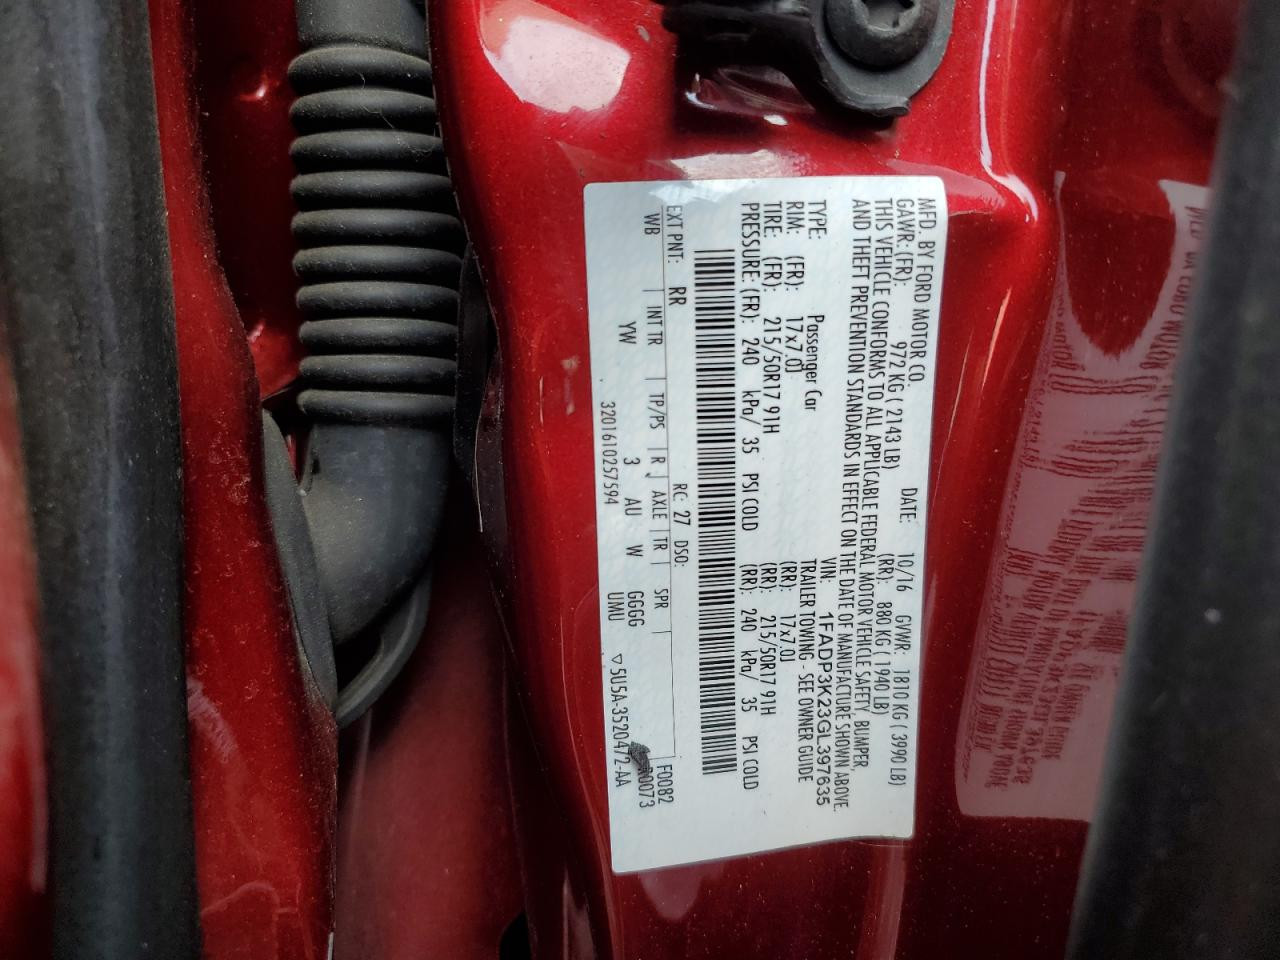 MFD. BY FORD MOTOR CO.
DATE: 10/16 GVWR: 1810 KG ( 3990 LB)
GAWR: (FR): 972 KG ( 2143 LB) (RR): 880 KG ( 1940 LB)
THIS VEHICLE CONFORMS TO ALL APPLICABLE FEDERAL MOTOR VEHICLE SAFETY, BUMPER,
AND THEFT PREVENTION STANDARDS IN EFFECT ON THE DATE OF MANUFACTURE SHOWN ABOVE.
VIN: 1FADP3K23GL397635
TYPE: Passenger Car TRAILER TOWING - SEE OWNER GUIDE
RIM: (FR): 17x7.0J (RR): 17x7.0J
TIRE: (FR): 215/50R17 91H (RR): 215/50R17 91H
PRESSURE: (FR): 240 kPa/ 35 PSI COLD (RR): 240 kPa/ 35 PSI COLD
EXT PNT: RR RC: 27 DSO: F0082
WB INT TR TP/PS R AXLE TR SPR R0073
YW 3 AU W GGGG
3201610257594 UMU ▽5U5A-3520472-AA